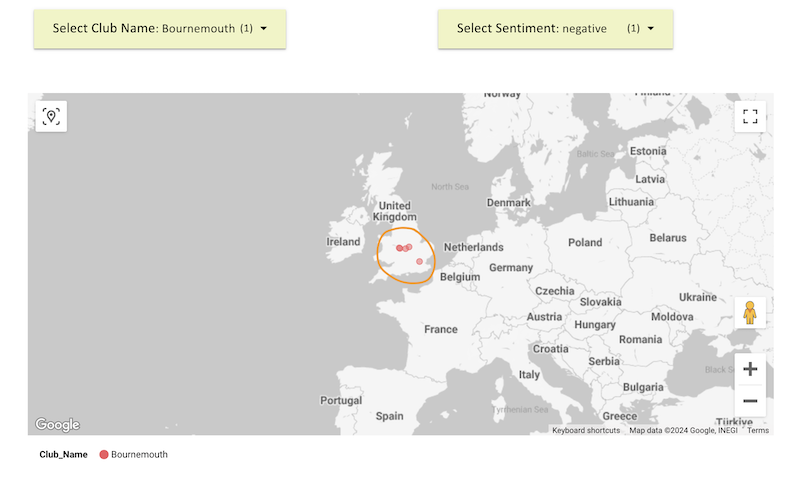 Select Club Name: Bournemouth (1)
Select Sentiment: negative (1)
Norway
Finland
Estonia
Baltic Sea
Latvia
North Sea
Denmark
Lithuania
United
Kingdom
Ireland
Netherlands
Poland
Belarus
Germany
Belgium
Czechia
Ukraine
Slovakia
Austria
Moldova
Hungary
France
Romania
Croatia
Serbia
Italy
Black
Bulgaria
Portugal
Spain
Tyrrhenian Sea
Greece
Türkiye
Google
Keyboard shortcuts Map data ©2024 Google, INEGI Terms
Club_Name Bournemouth